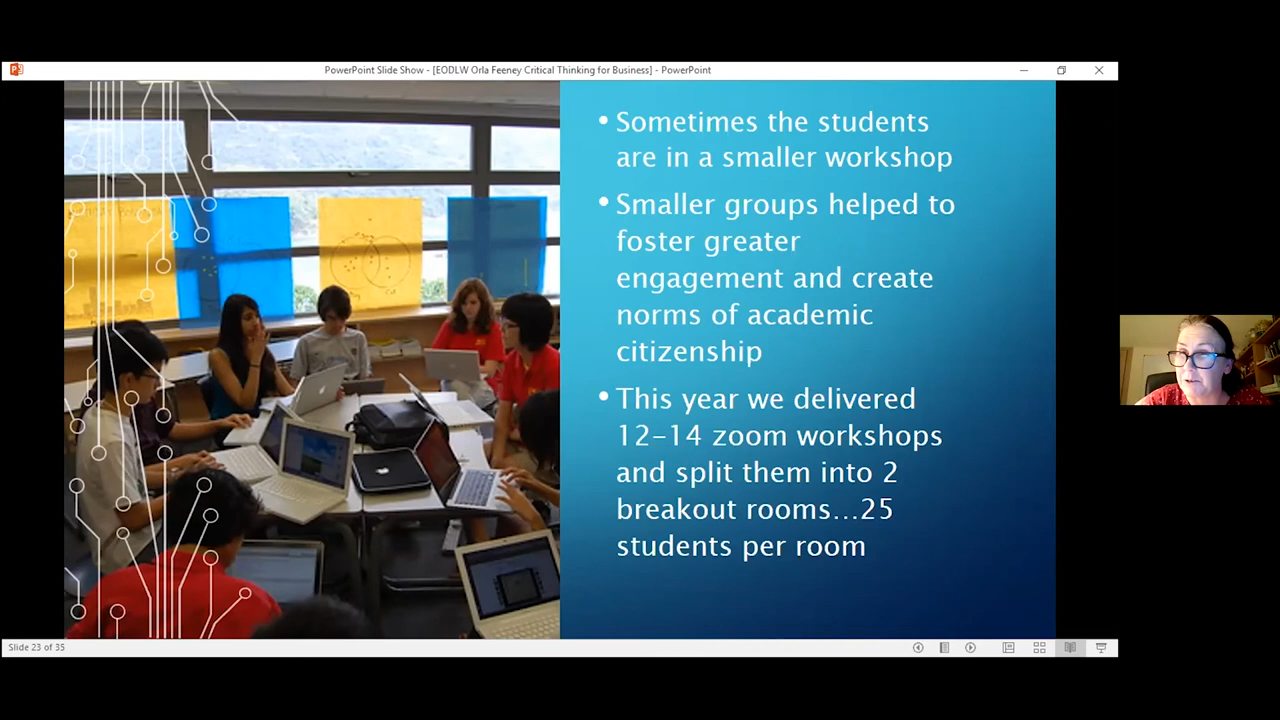 PowerPoint Slide Show - [EODLW Orla Feeney Critical Thinking for Business] - PowerPoint
• Sometimes the students
are in a smaller workshop
• Smaller groups helped to
foster greater
engagement and create
norms of academic
citizenship
• This year we delivered
12-14 zoom workshops
and split them into 2
breakout rooms...25
students per room
Slide 23 of 35